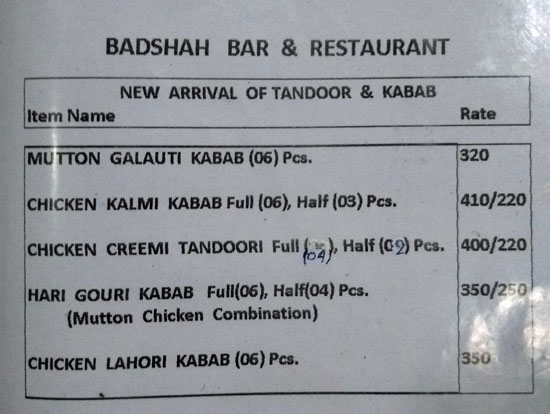 BADSHAH BAR & RESTAURANT
NEW ARRIVAL OF TANDOOR & KABAB
Item Name Rate
MUTTON GALAUTI KABAB (06) Pcs. 320
CHICKEN KALMI KABAB Full (06), Half (03) Pcs. 410/220
CHICKEN CREEMI TANDOORI Full (04), Half (02) Pcs. 400/220
HARI GOURI KABAB Full(06), Half(04) Pcs. 350/250
(Mutton Chicken Combination)
CHICKEN LAHORI KABAB (06) Pcs. 350